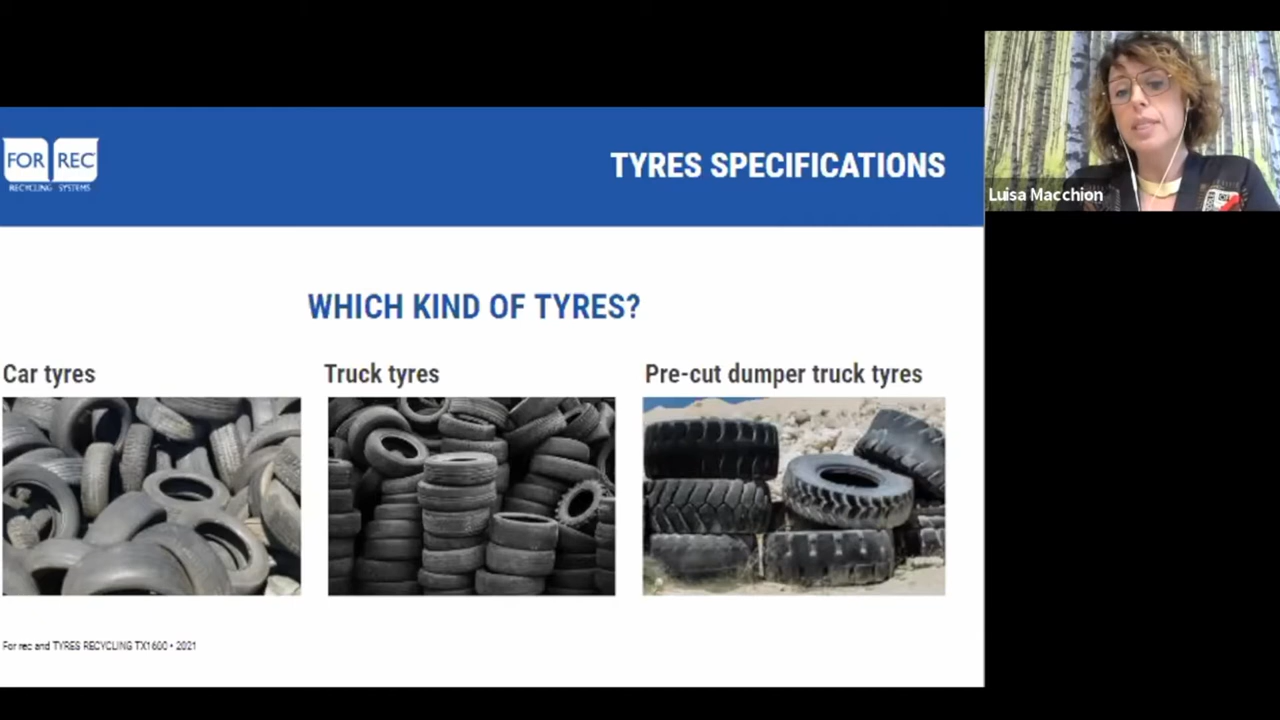 FOR REC
RECYCLING SYSTEMS
TYRES SPECIFICATIONS
Luisa Macchion
WHICH KIND OF TYRES?
Car tyres
Truck tyres
Pre-cut dumper truck tyres
For rec and TYRES RECYCLING TX1600 • 2021